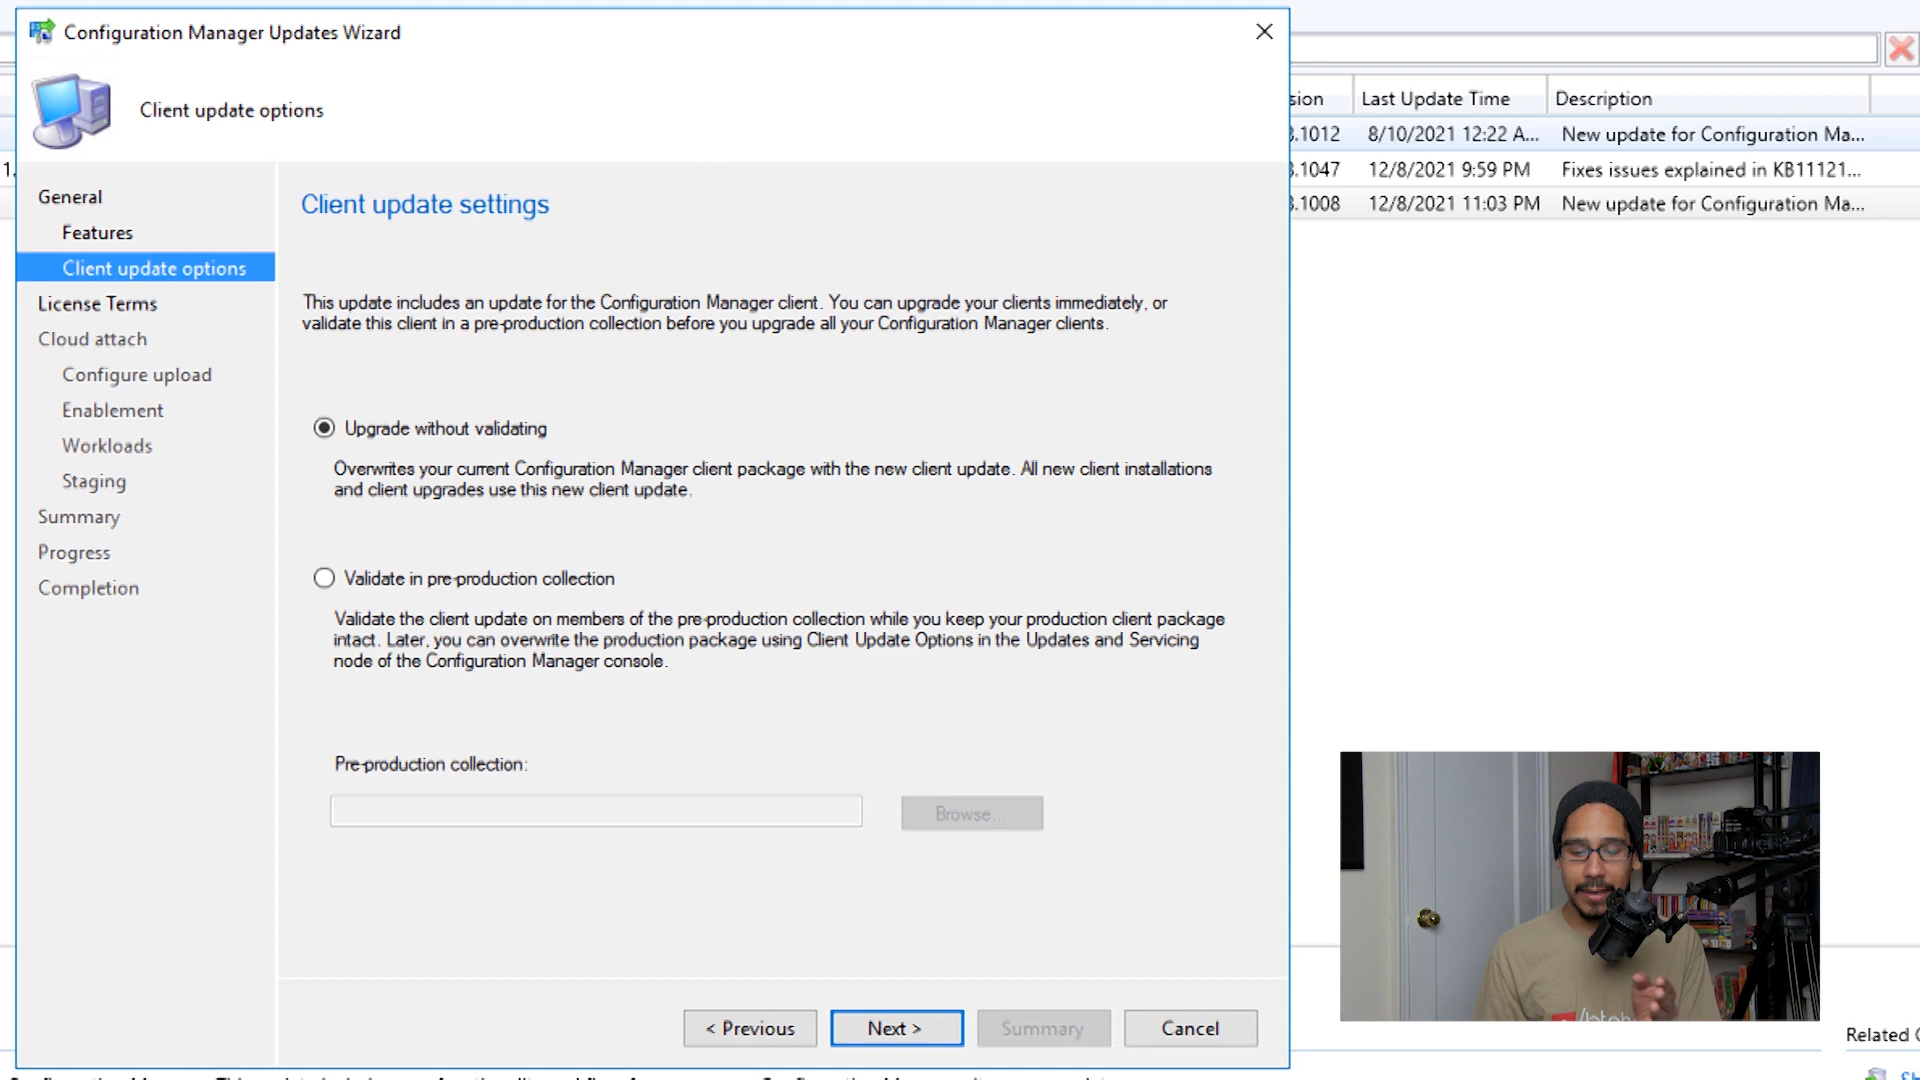 Configuration Manager Updates Wizard
Client update options
General
Features
Client update options
License Terms
Cloud attach
Configure upload
Enablement
Workloads
Staging
Summary
Progress
Completion
Client update settings
This update includes an update for the Configuration Manager client. You can upgrade your clients immediately, or
validate this client in a pre-production collection before you upgrade all your Configuration Manager clients.
Upgrade without validating
Overwrites your current Configuration Manager client package with the new client update. All new client installations
and client upgrades use this new client update.
Validate in pre-production collection
Validate the client update on members of the pre-production collection while you keep your production client package
intact. Later, you can overwrite the production package using Client Update Options in the Updates and Servicing
node of the Configuration Manager console.
Pre-production collection:
Browse...
< Previous Next > Summary Cancel
sion Last Update Time Description
.1012 8/10/2021 12:22 A... New update for Configuration Ma...
.1047 12/8/2021 9:59 PM Fixes issues explained in KB11121...
.1008 12/8/2021 11:03 PM New update for Configuration Ma...
Related